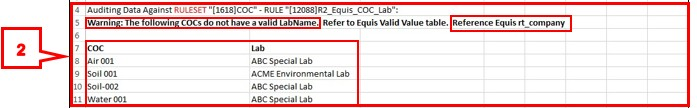 2
4 Auditing Data Against RULESET "[1618]COC" - RULE "[12088]R2_Equis_COC_Lab":
5 Warning: The following COCs do not have a valid LabName. Refer to Equis Valid Value table. Reference Equis rt_company
6
7 COC Lab
8 Air 001 ABC Special Lab
9 Soil 001 ACME Environmental Lab
10 Soil-002 ABC Special Lab
11 Water 001 ABC Special Lab